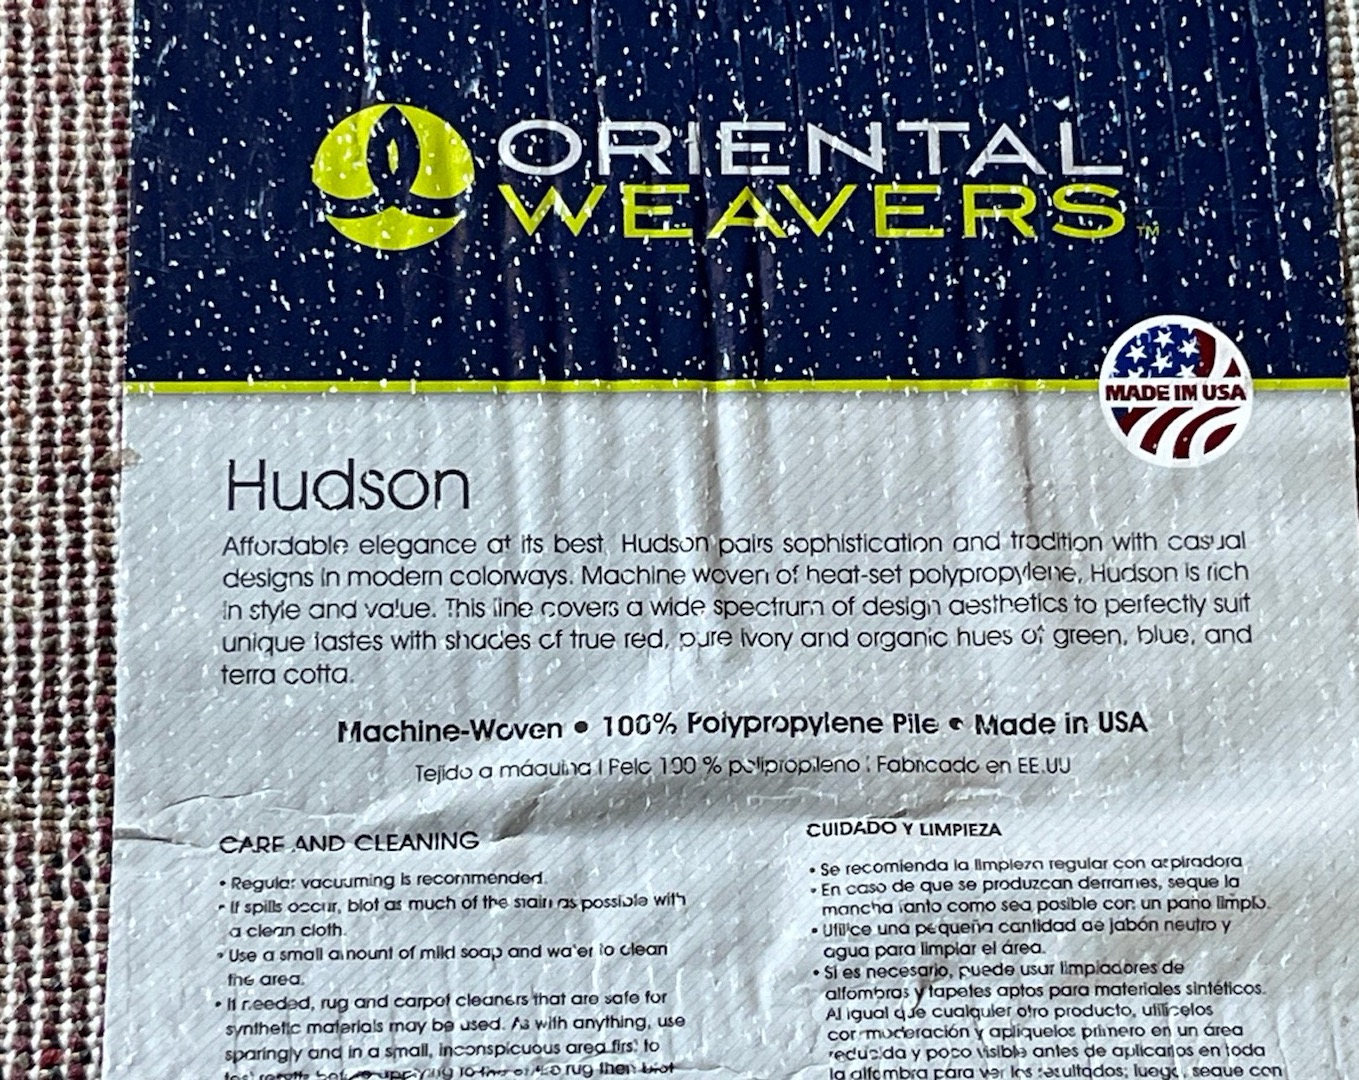 ORIENTAL
WEAVERS™
MADE IN USA
Hudson
Affordable elegance at its best. Hudson pairs sophistication and tradition with casual
designs in modern colorways. Machine woven of heat-set polypropylene, Hudson is rich
in style and value. This line covers a wide spectrum of design aesthetics to perfectly suit
unique tastes with shades of true red, pure ivory and organic hues of green, blue, and
terra cotta.
Machine-Woven • 100% Polypropylene Pile • Made in USA
Tejido a máquina | Pelo 100 % polipropileno | Fabricado en EE.UU
CARE AND CLEANING
• Regular vacuuming is recommended.
• If spills occur, blot as much of the stain as possible with
a clean cloth.
• Use a small amount of mild soap and water to clean
the area.
• If needed, rug and carpet cleaners that are safe for
synthetic materials may be used. As with anything, use
sparingly and in a small, inconspicuous area first to
test results before applying to the entire rug then blot
CUIDADO Y LIMPIEZA
• Se recomienda la limpieza regular con aspiradora
• En caso de que se produzcan derrames, seque la
mancha tanto como sea posible con un paño limpio.
• Utilice una pequeña cantidad de jabón neutro y
agua para limpiar el área.
• Si es necesario, puede usar limpiadores de
alfombras y tapetes aptos para materiales sintéticos.
Al igual que cualquier otro producto, utilícelos
con moderación y aplíquelos primero en un área
reducida y poco visible antes de aplicarlos en toda
la alfombra para ver los resultados; luego, seque con